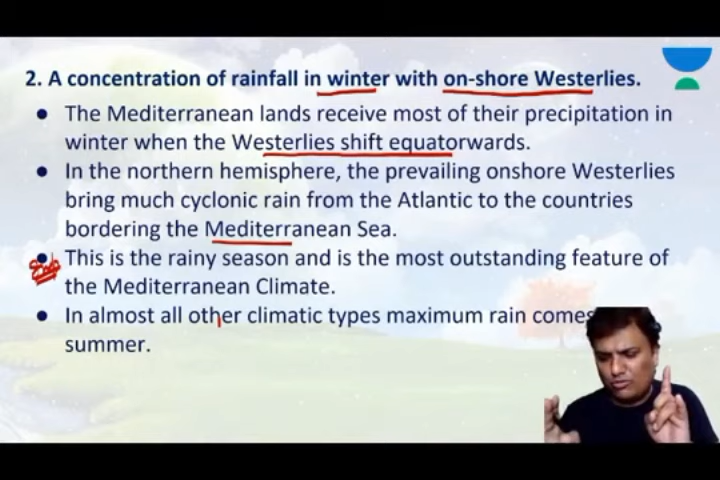 2. A concentration of rainfall in winter with on-shore Westerlies.
• The Mediterranean lands receive most of their precipitation in
winter when the Westerlies shift equatorwards.
• In the northern hemisphere, the prevailing onshore Westerlies
bring much cyclonic rain from the Atlantic to the countries
bordering the Mediterranean Sea.
• This is the rainy season and is the most outstanding feature of
the Mediterranean Climate.
• In almost all other climatic types maximum rain comes
summer.